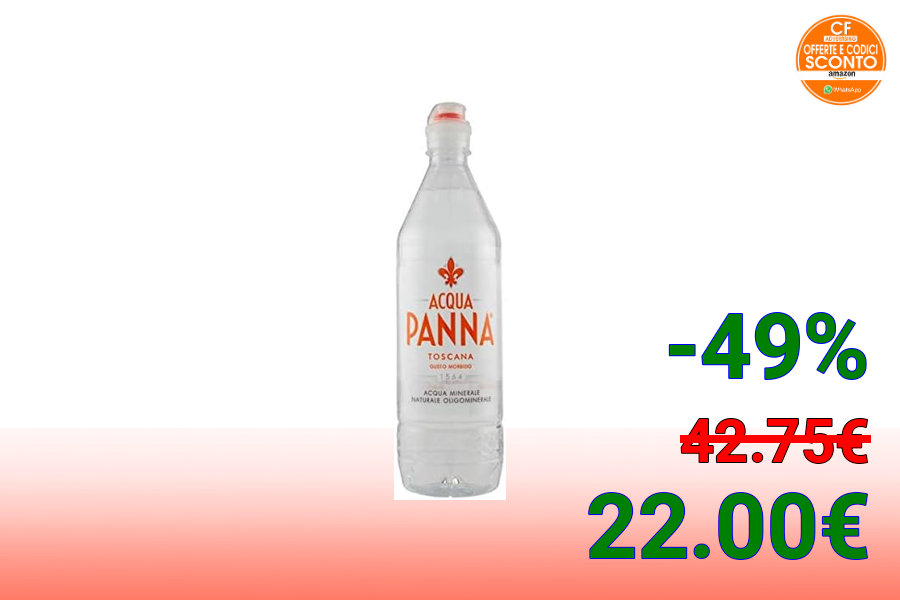 CF
ADVERTISING
OFFERTE E CODICI
SCONTO
amazon
WhatsApp
ACQUA
PANNA
TOSCANA
GUSTO MORBIDO
1564
ACQUA MINERALE
NATURALE OLIGOMINERALE
-49%
42.75€
22.00€